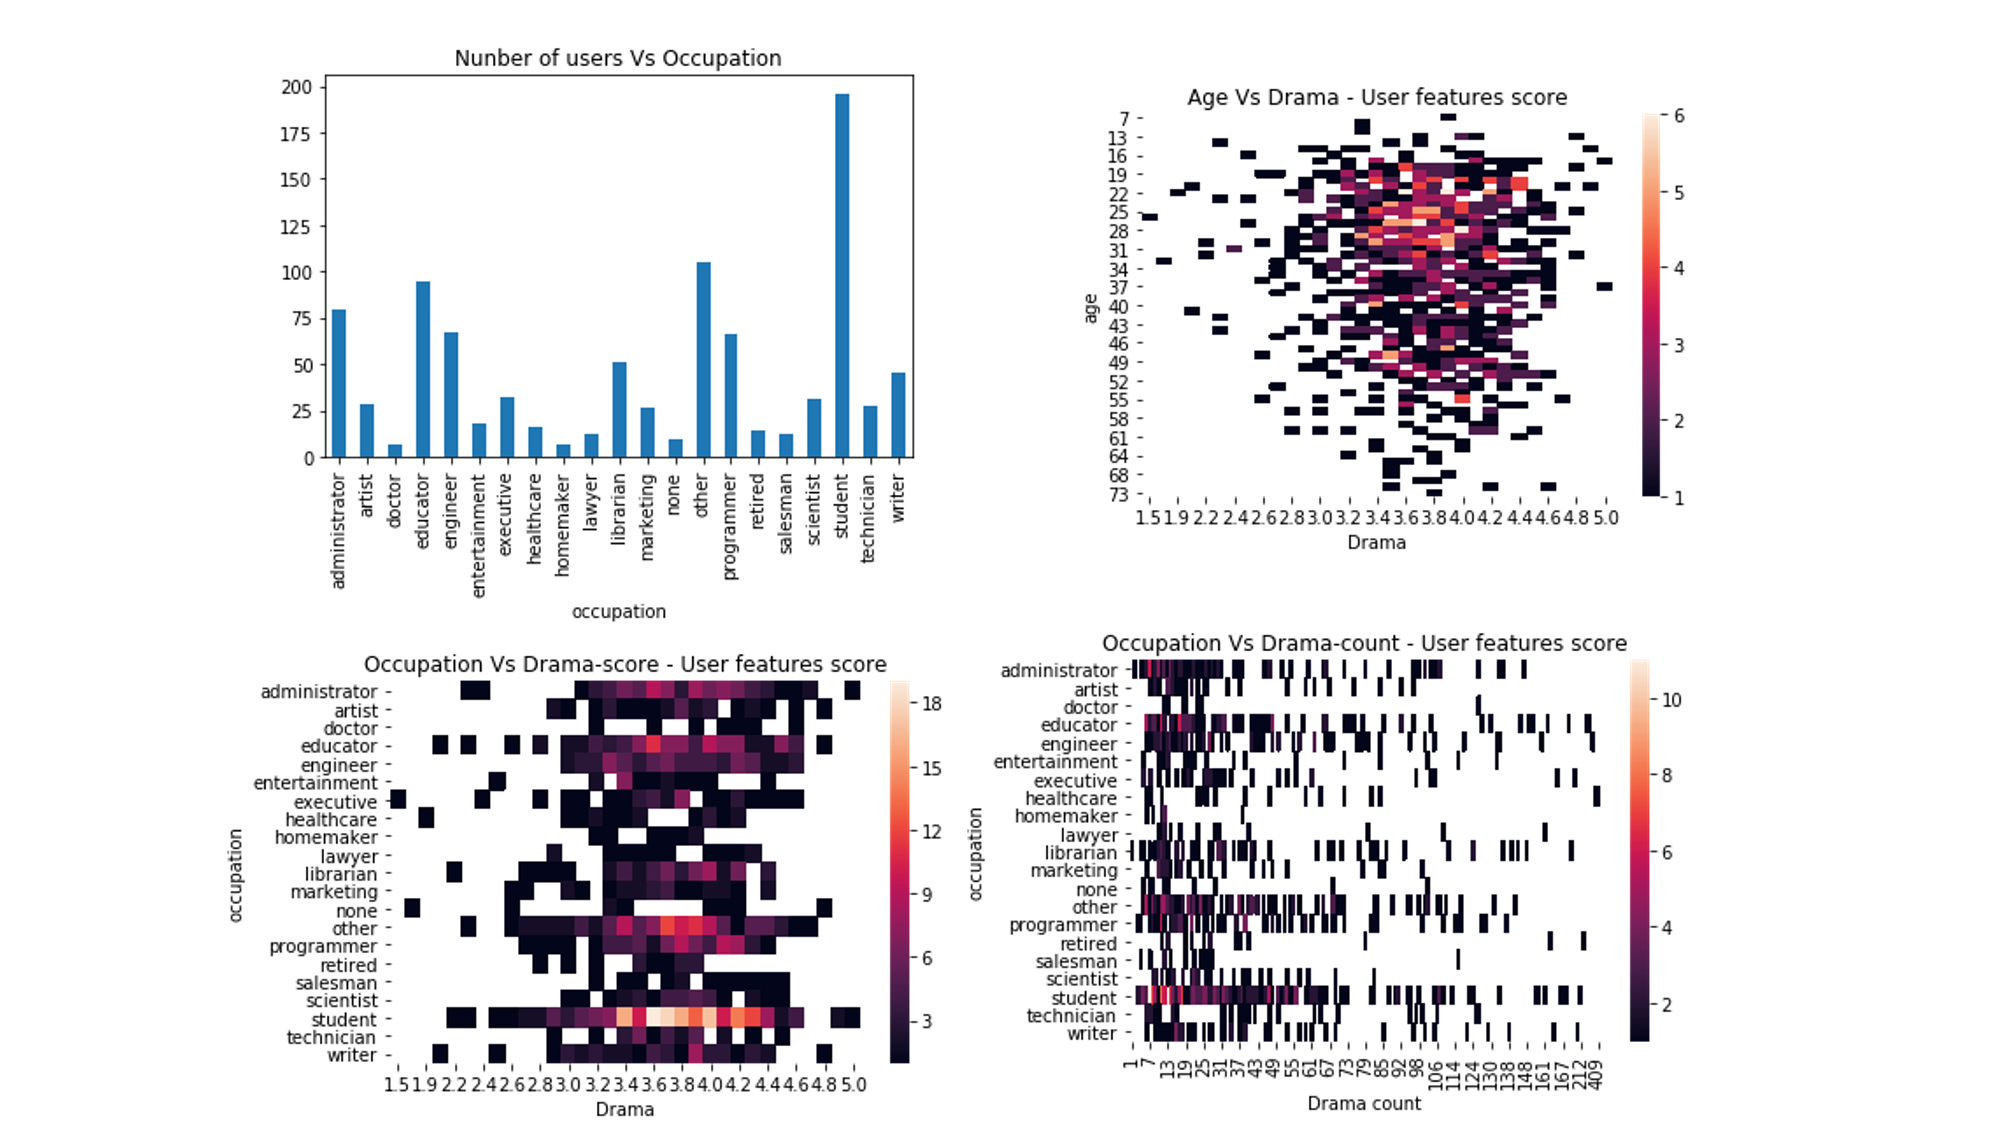 Nunber of users Vs Occupation
200
175
150
125
100
75
50
25
0
administrator
artist
doctor
educator
engineer
entertainment
executive
healthcare
homemaker
lawyer
librarian
marketing
none
other
programmer
retired
salesman
scientist
student
technician
writer
occupation
Age Vs Drama - User features score
7
13
16
19
22
25
28
31
34
37
40
43
46
49
52
55
58
61
64
68
73
age
1.5 1.9 2.2 2.4 2.6 2.8 3.0 3.2 3.4 3.6 3.8 4.0 4.2 4.4 4.6 4.8 5.0
Drama
6
5
4
3
2
1
Occupation Vs Drama-score - User features score
administrator
artist
doctor
educator
engineer
entertainment
executive
healthcare
homemaker
lawyer
librarian
marketing
none
other
programmer
retired
salesman
scientist
student
technician
writer
occupation
1.5 1.9 2.2 2.4 2.6 2.8 3.0 3.2 3.4 3.6 3.8 4.0 4.2 4.4 4.6 4.8 5.0
Drama
18
15
12
9
6
3
Occupation Vs Drama-count - User features score
administrator
artist
doctor
educator
engineer
entertainment
executive
healthcare
homemaker
lawyer
librarian
marketing
none
other
programmer
retired
salesman
scientist
student
technician
writer
occupation
1
7
13
19
25
31
37
43
49
55
61
67
73
79
85
92
98
106
114
124
130
138
148
161
167
212
409
Drama count
10
8
6
4
2